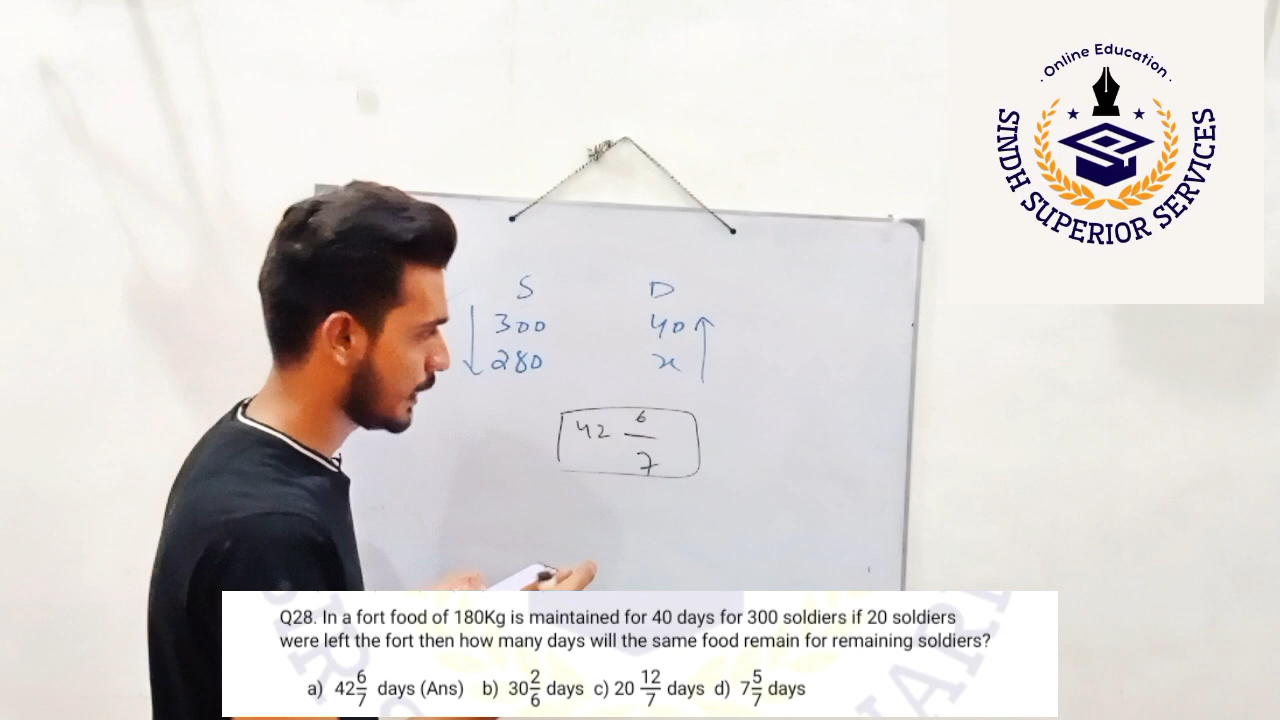 . Online Education .
SINDH SUPERIOR SERVICES
S D
300 40
280 x
42 6/7
Q28. In a fort food of 180Kg is maintained for 40 days for 300 soldiers if 20 soldiers
were left the fort then how many days will the same food remain for remaining soldiers?
a) 42 6/7 days (Ans) b) 30 2/6 days c) 20 12/7 days d) 7 5/7 days